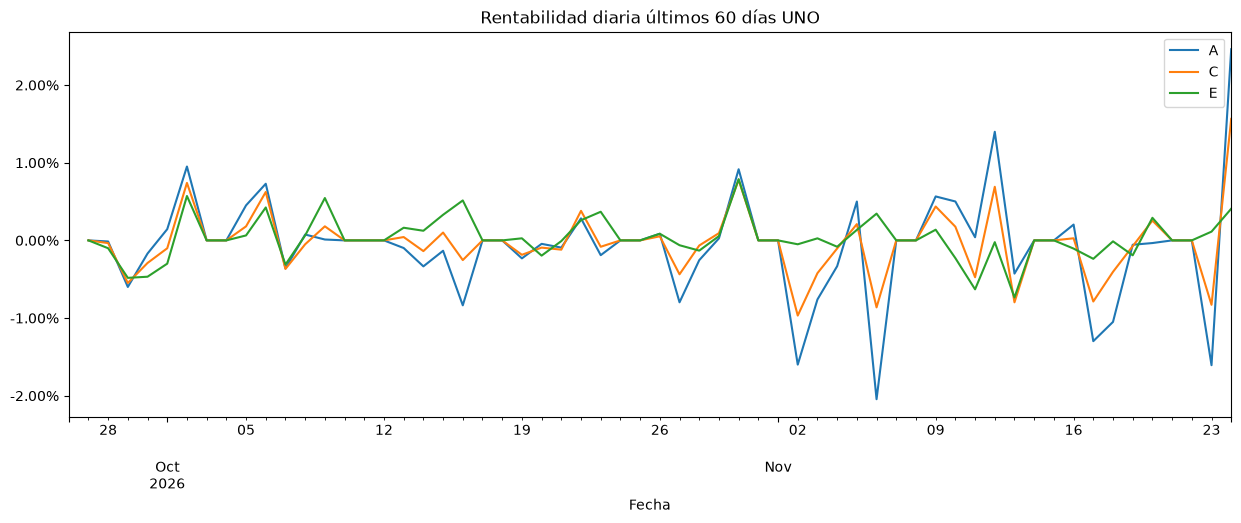 Rentabilidad diaria últimos 60 días UNO
A
C
E
2.00%
1.00%
0.00%
-1.00%
-2.00%
28 05 12 19 26 02 09 16 23
Oct Nov
2026
Fecha